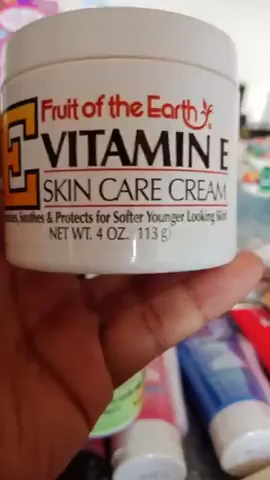 Fruit of the Earth
E
VITAMIN E
SKIN CARE CREAM
Soothes & Protects for Softer Younger Looking Skin!
NET WT. 4 OZ. (113 g)